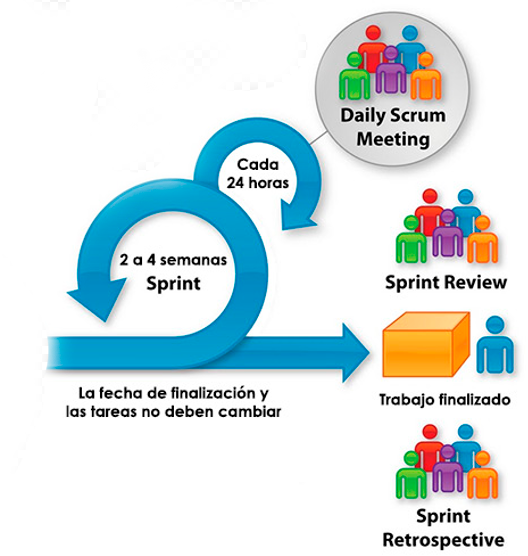 Daily Scrum
Meeting
Cada
24 horas
2 a 4 semanas
Sprint
Sprint Review
La fecha de finalización y
las tareas no deben cambiar
Trabajo finalizado
Sprint
Retrospective